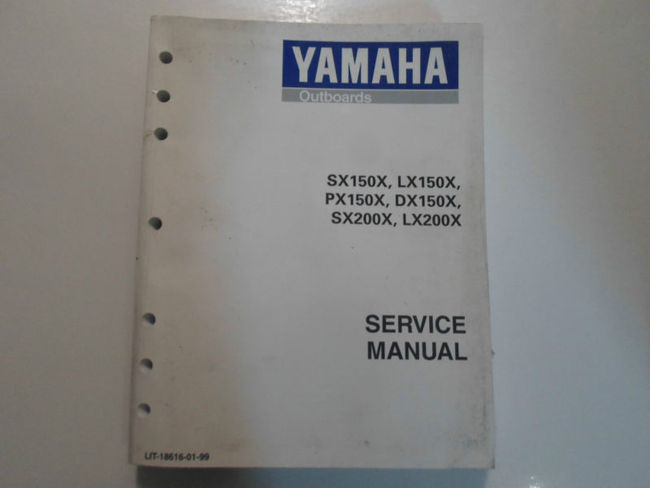 YAMAHA
Outboards
SX150X, LX150X,
PX150X, DX150X,
SX200X, LX200X
SERVICE
MANUAL
LIT-18616-01-99